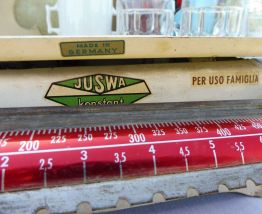 MADE IN
GERMANY
JUSWA
konstant
PER USO FAMIGLIA
200 225 250 275 300 325 350 375 400 425
2 2,5 3 3,5 4 4,5 5 5,5 6